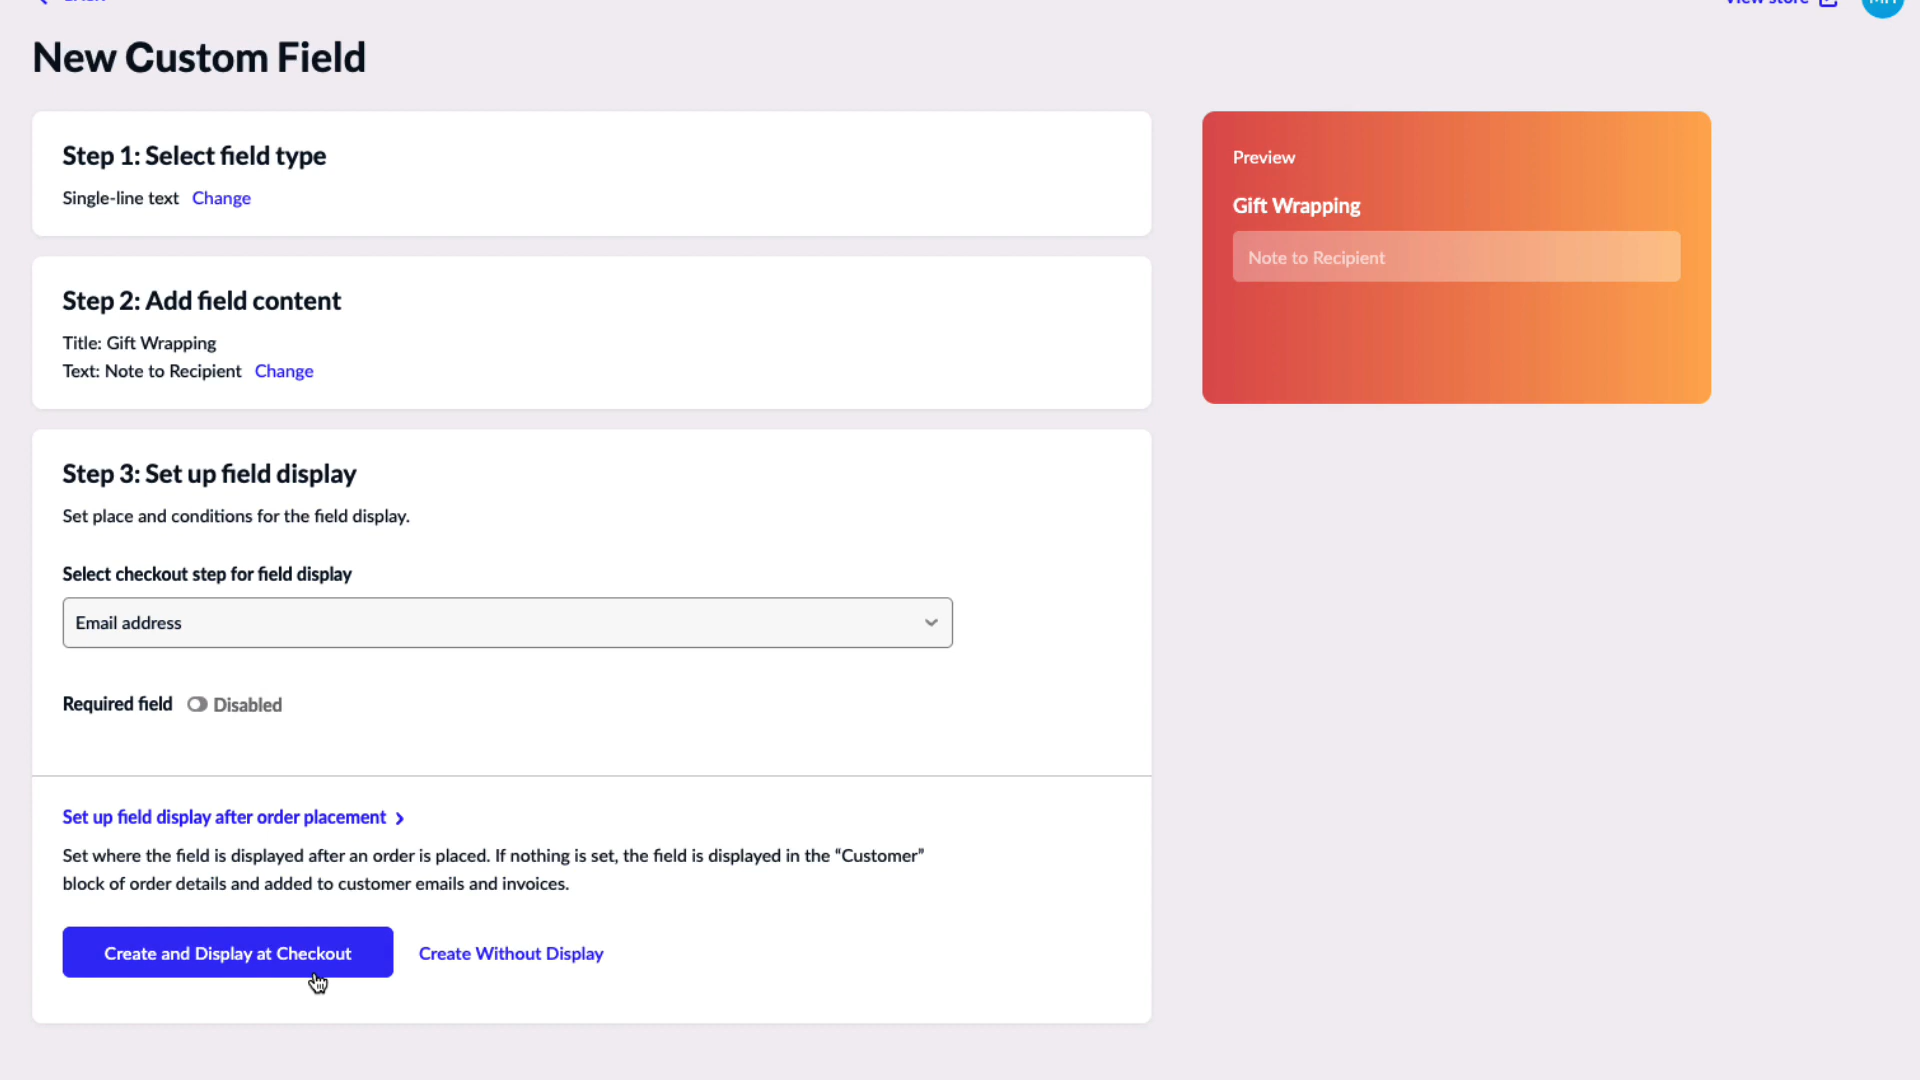 New Custom Field
Step 1: Select field type
Single-line text Change
Step 2: Add field content
Title: Gift Wrapping
Text: Note to Recipient Change
Step 3: Set up field display
Set place and conditions for the field display.
Select checkout step for field display
Email address
Required field Disabled
Set up field display after order placement
Set where the field is displayed after an order is placed. If nothing is set, the field is displayed in the “Customer”
block of order details and added to customer emails and invoices.
Create and Display at Checkout Create Without Display
Preview
Gift Wrapping
Note to Recipient